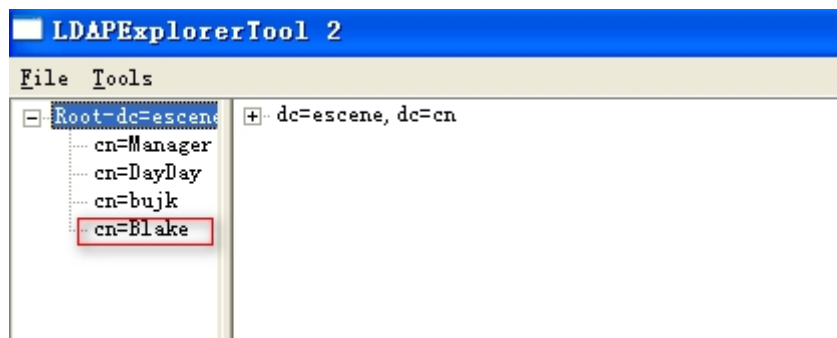 LDAPExplorerTool 2
File Tools
Root-dc=escene
dc=escene, dc=cn
cn=Manager
cn=DayDay
cn=bujk
cn=Blake